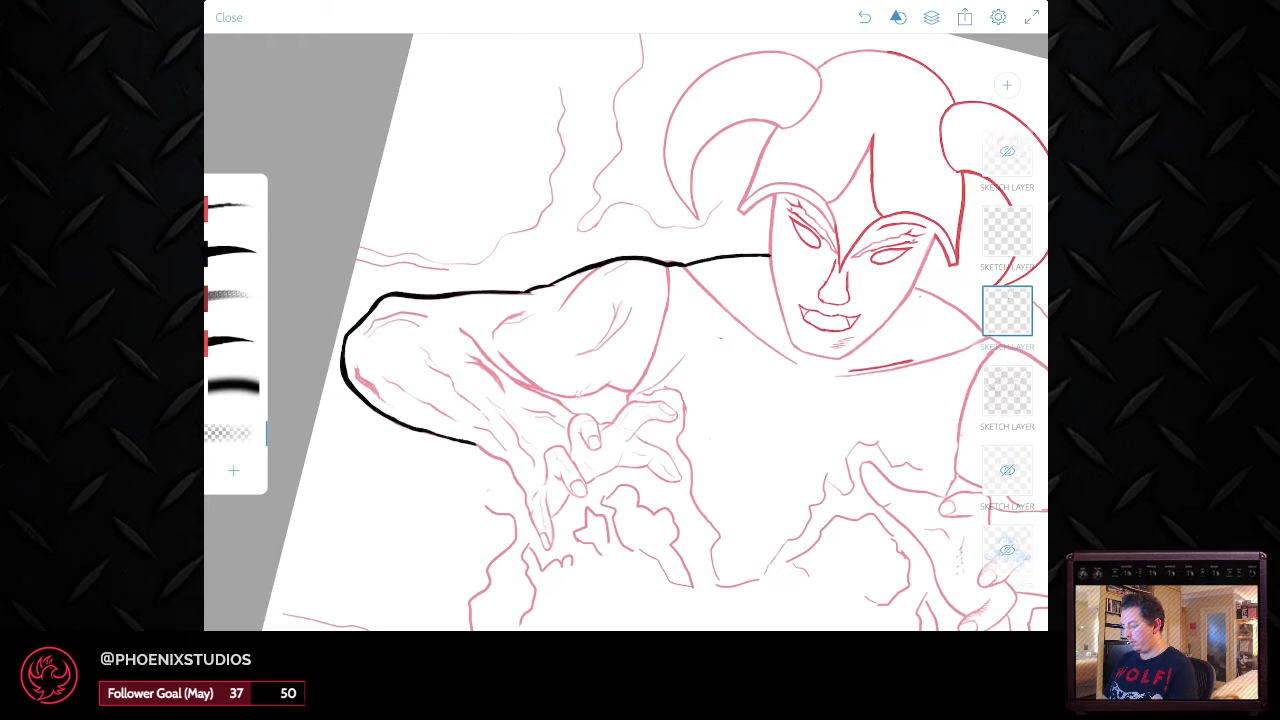 Close
SKETCH LAYER
SKETCH LAYER
SKETCH LAYER
SKETCH LAYER
SKETCH LAYER
@PHOENIXSTUDIOS
Follower Goal (May) 37 50
WOLF!